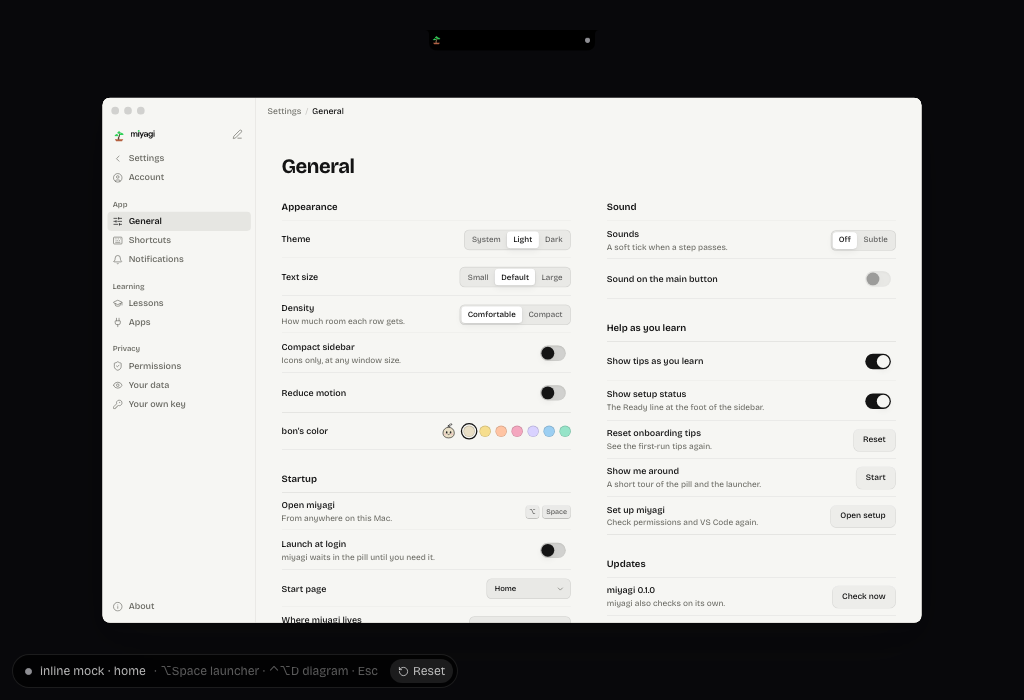 Settings / General
miyagi
Settings
Account
App
General
Shortcuts
Notifications
Learning
Lessons
Apps
Privacy
Permissions
Your data
Your own key
About
General
Appearance
Theme
System Light Dark
Text size
Small Default Large
Density
How much room each row gets.
Comfortable Compact
Compact sidebar
Icons only, at any window size.
Reduce motion
bon's color
Startup
Open miyagi
From anywhere on this Mac.
⌥ Space
Launch at login
miyagi waits in the pill until you need it.
Start page
Home
Where miyagi lives
Sound
Sounds
A soft tick when a step passes.
Off Subtle
Sound on the main button
Help as you learn
Show tips as you learn
Show setup status
The Ready line at the foot of the sidebar.
Reset onboarding tips
See the first-run tips again.
Reset
Show me around
A short tour of the pill and the launcher.
Start
Set up miyagi
Check permissions and VS Code again.
Open setup
Updates
miyagi 0.1.0
miyagi also checks on its own.
Check now
inline mock · home · ⌥Space launcher · ⌃⌥D diagram · Esc Reset